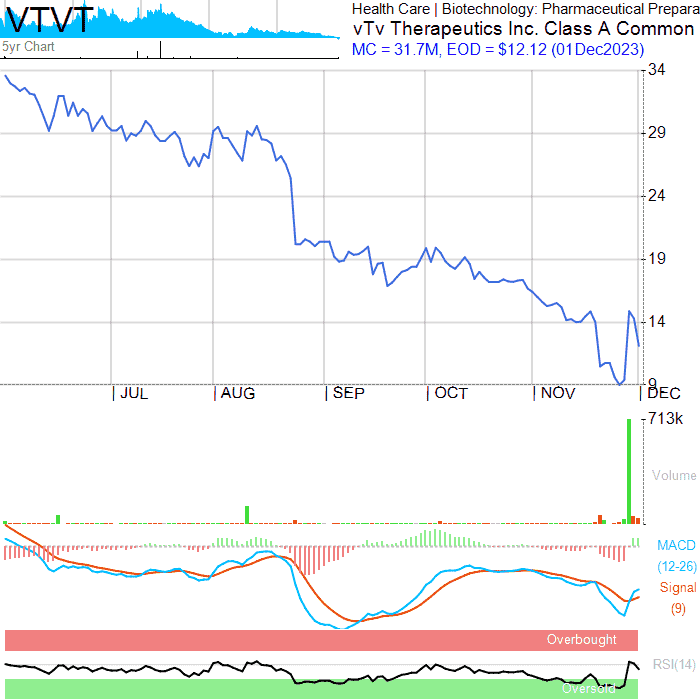 VTVT
5yr Chart
Health Care | Biotechnology: Pharmaceutical Prepara
vTv Therapeutics Inc. Class A Common
MC = 31.7M, EOD = $12.12 (01Dec2023)
34
29
24
19
14
9
JUL
AUG
SEP
OCT
NOV
DEC
713k
Volume
MACD
(12-26)
Signal
(9)
Overbought
RSI(14)
Oversold